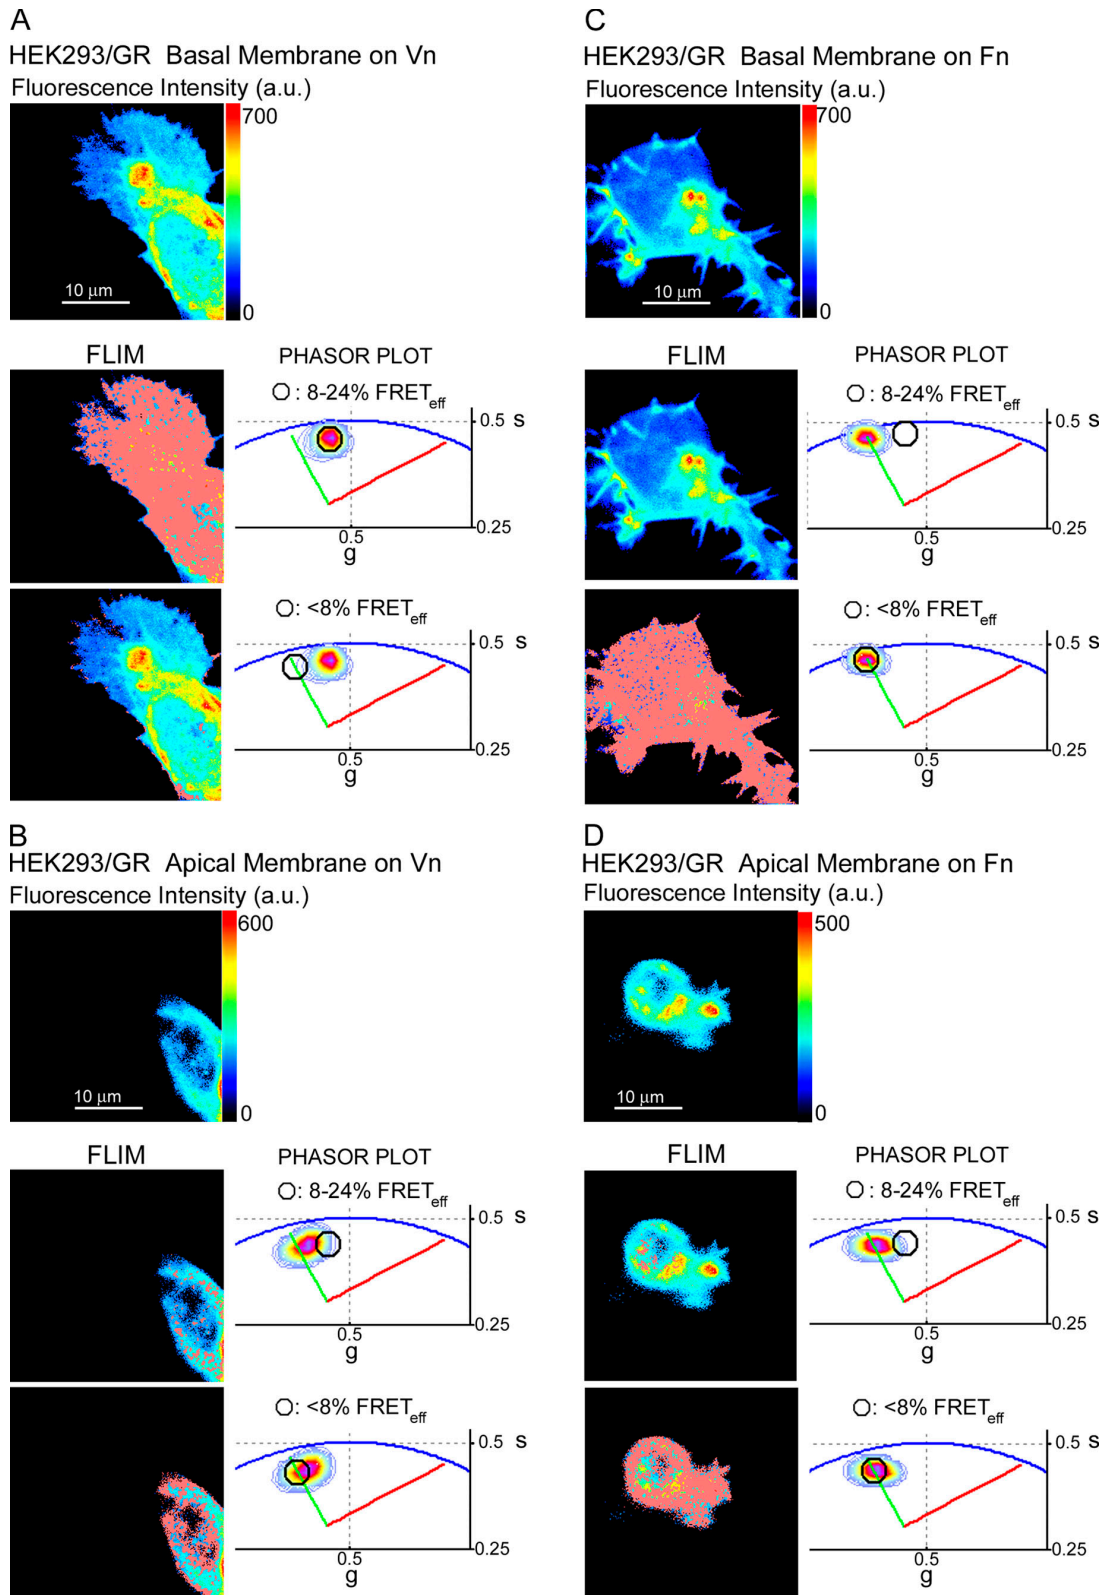 A
HEK293/GR Basal Membrane on Vn
Fluorescence Intensity (a.u.)
700
10 µm
0
FLIM
PHASOR PLOT
: 8-24% FRETeff
0.5 s
0.25
0.5
g
: <8% FRETeff
0.5 s
0.25
0.5
g
B
HEK293/GR Apical Membrane on Vn
Fluorescence Intensity (a.u.)
600
10 µm
0
FLIM
PHASOR PLOT
: 8-24% FRETeff
0.5 s
0.25
0.5
g
: <8% FRETeff
0.5 s
0.25
0.5
g
C
HEK293/GR Basal Membrane on Fn
Fluorescence Intensity (a.u.)
700
10 µm
0
FLIM
PHASOR PLOT
: 8-24% FRETeff
0.5 s
0.25
0.5
g
: <8% FRETeff
0.5 s
0.25
0.5
g
D
HEK293/GR Apical Membrane on Fn
Fluorescence Intensity (a.u.)
500
10 µm
0
FLIM
PHASOR PLOT
: 8-24% FRETeff
0.5 s
0.25
0.5
g
: <8% FRETeff
0.5 s
0.25
0.5
g